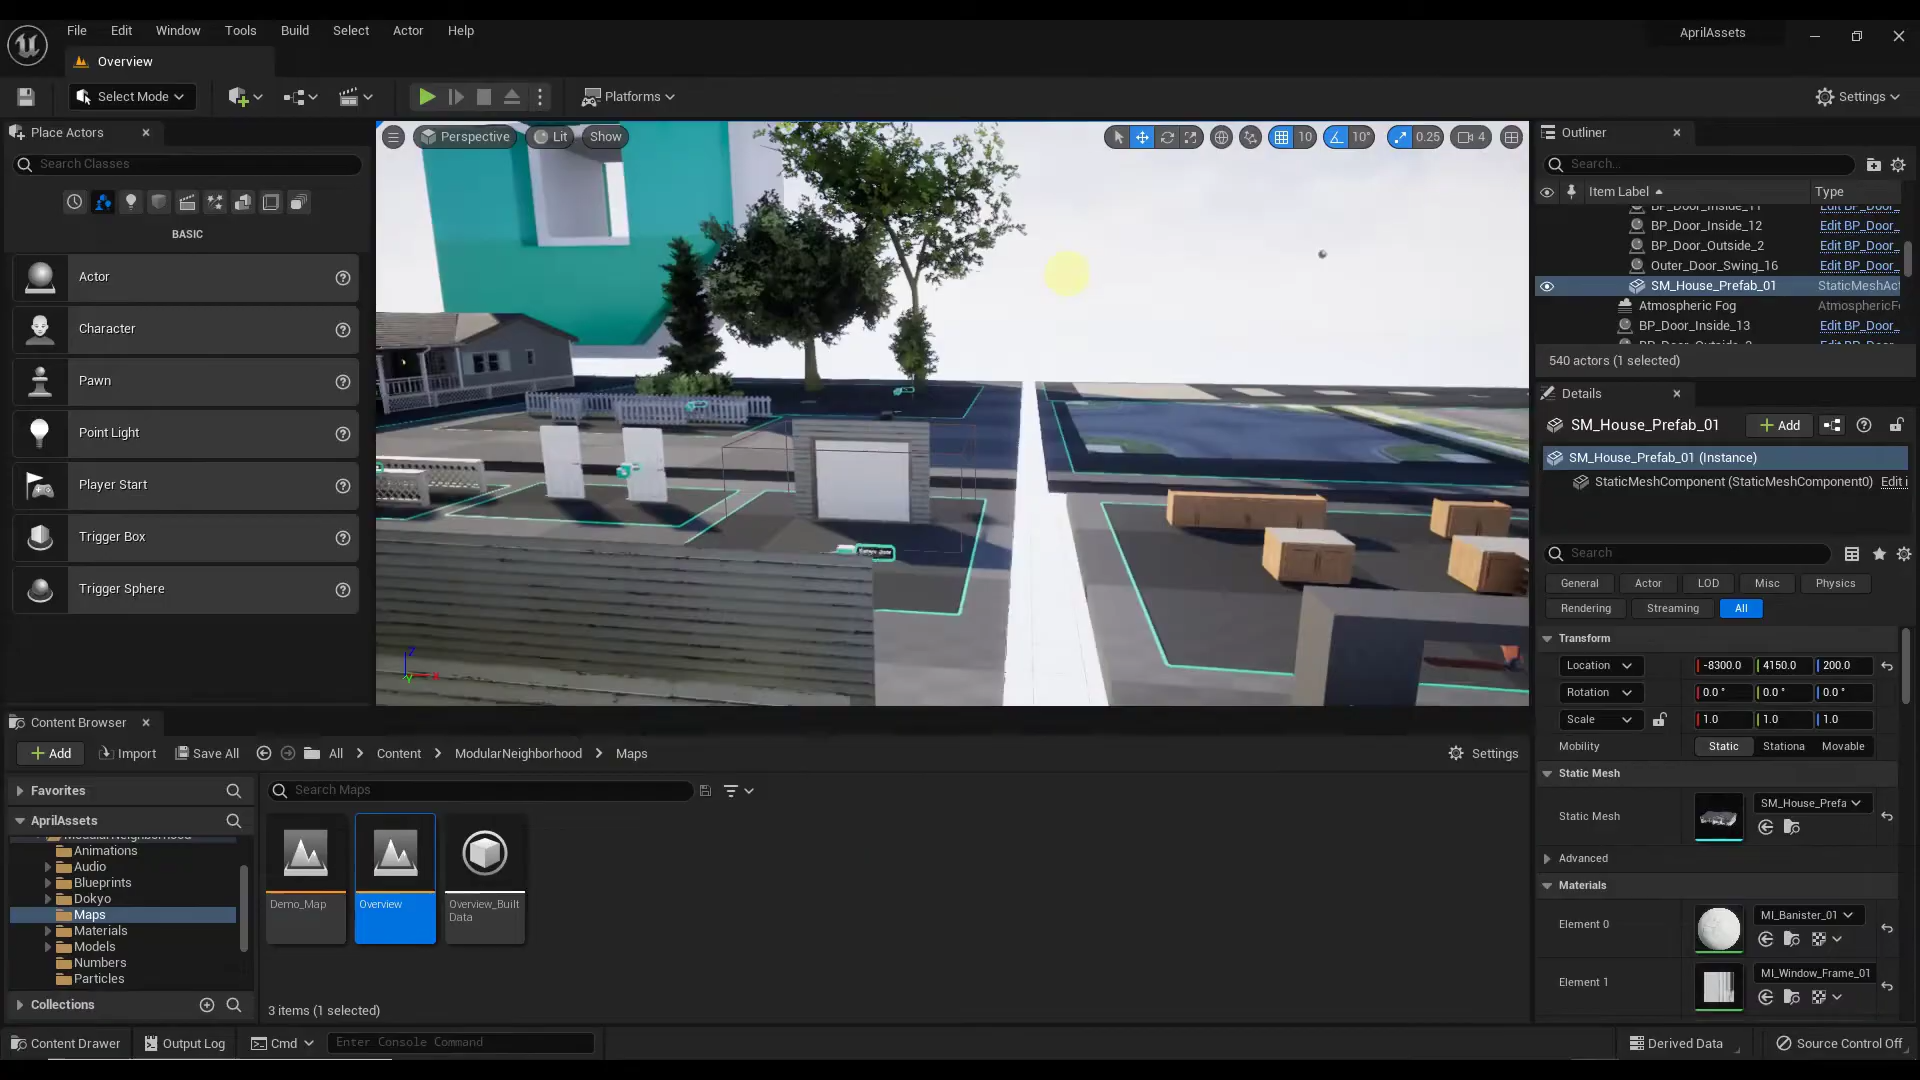 File Edit Window Tools Build Select Actor Help
AprilAssets
Overview
Select Mode
Platforms
Settings
Place Actors
Search Classes
BASIC
Actor
Character
Pawn
Point Light
Player Start
Trigger Box
Trigger Sphere
Perspective
Lit
Show
10
10°
0.25
4
Z
X
Y
Outliner
Search...
Item Label
Type
BP_Door_Inside_11 Edit BP_Door_
BP_Door_Inside_12 Edit BP_Door_
BP_Door_Outside_2 Edit BP_Door_
Outer_Door_Swing_16 Edit BP_Door_
SM_House_Prefab_01 StaticMeshAct
Atmospheric Fog AtmosphericF
BP_Door_Inside_13 Edit BP_Door_
540 actors (1 selected)
Details
SM_House_Prefab_01
Add
SM_House_Prefab_01 (Instance)
StaticMeshComponent (StaticMeshComponent0) Edit i
Search
General Actor LOD Misc Physics
Rendering Streaming All
Transform
Location -8300.0 4150.0 200.0
Rotation 0.0 ° 0.0 ° 0.0 °
Scale 1.0 1.0 1.0
Mobility Static Stationa Movable
Static Mesh
Static Mesh SM_House_Prefa
Advanced
Materials
Element 0 MI_Banister_01
Element 1 MI_Window_Frame_01
Content Browser
Add Import Save All All Content ModularNeighborhood Maps
Settings
Favorites
AprilAssets
ModularNeighborhood
Animations
Audio
Blueprints
Dokyo
Maps
Materials
Models
Numbers
Particles
Collections
Search Maps
Demo_Map
Overview
Overview_Built
Data
3 items (1 selected)
Content Drawer Output Log Cmd Enter Console Command Derived Data Source Control Off